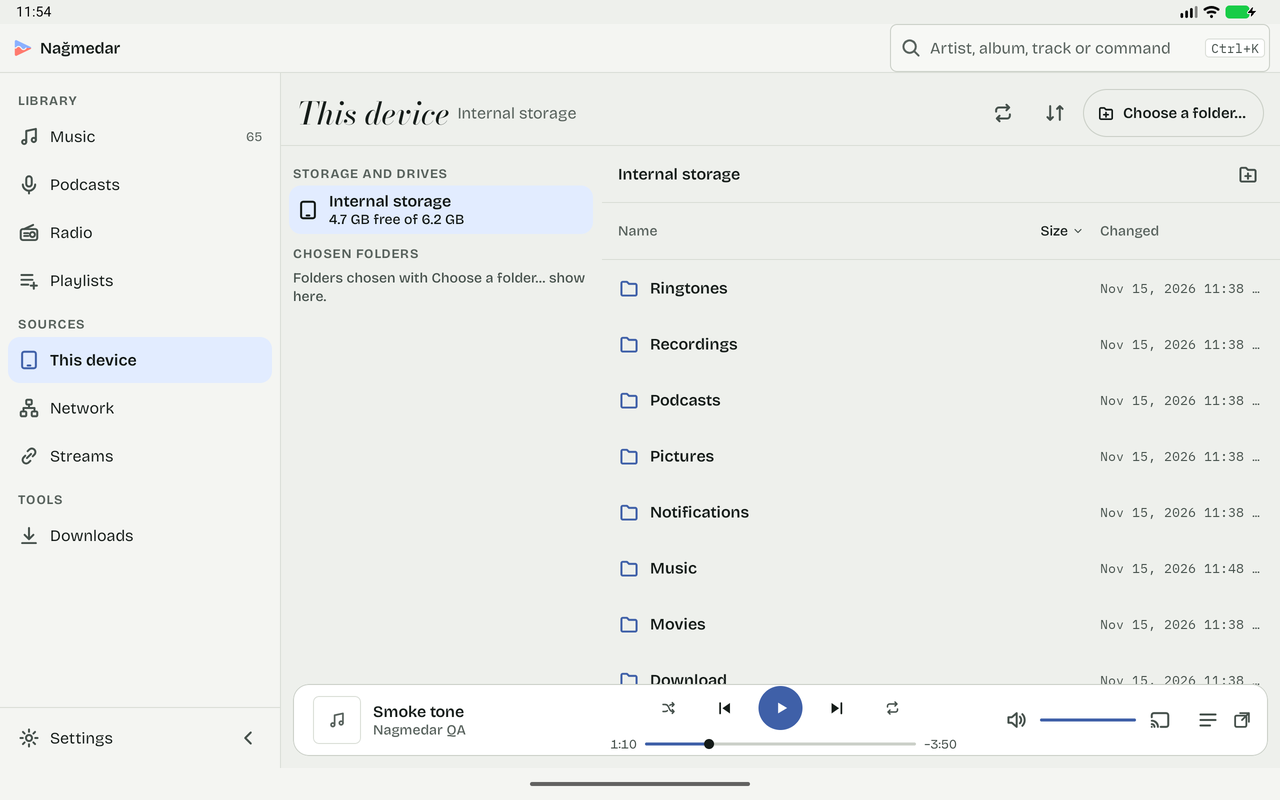 11:54
Nağmedar
Artist, album, track or command
Ctrl+K
LIBRARY
Music
65
Podcasts
Radio
Playlists
SOURCES
This device
Network
Streams
TOOLS
Downloads
Settings
This device
Internal storage
Choose a folder...
STORAGE AND DRIVES
Internal storage
4.7 GB free of 6.2 GB
CHOSEN FOLDERS
Folders chosen with Choose a folder... show
here.
Internal storage
Name
Size
Changed
Ringtones
Nov 15, 2026 11:38 …
Recordings
Nov 15, 2026 11:38 …
Podcasts
Nov 15, 2026 11:38 …
Pictures
Nov 15, 2026 11:38 …
Notifications
Nov 15, 2026 11:38 …
Music
Nov 15, 2026 11:48 …
Movies
Nov 15, 2026 11:38 …
Download
Nov 15, 2026 11:38 …
Smoke tone
Nagmedar QA
1:10
-3:50